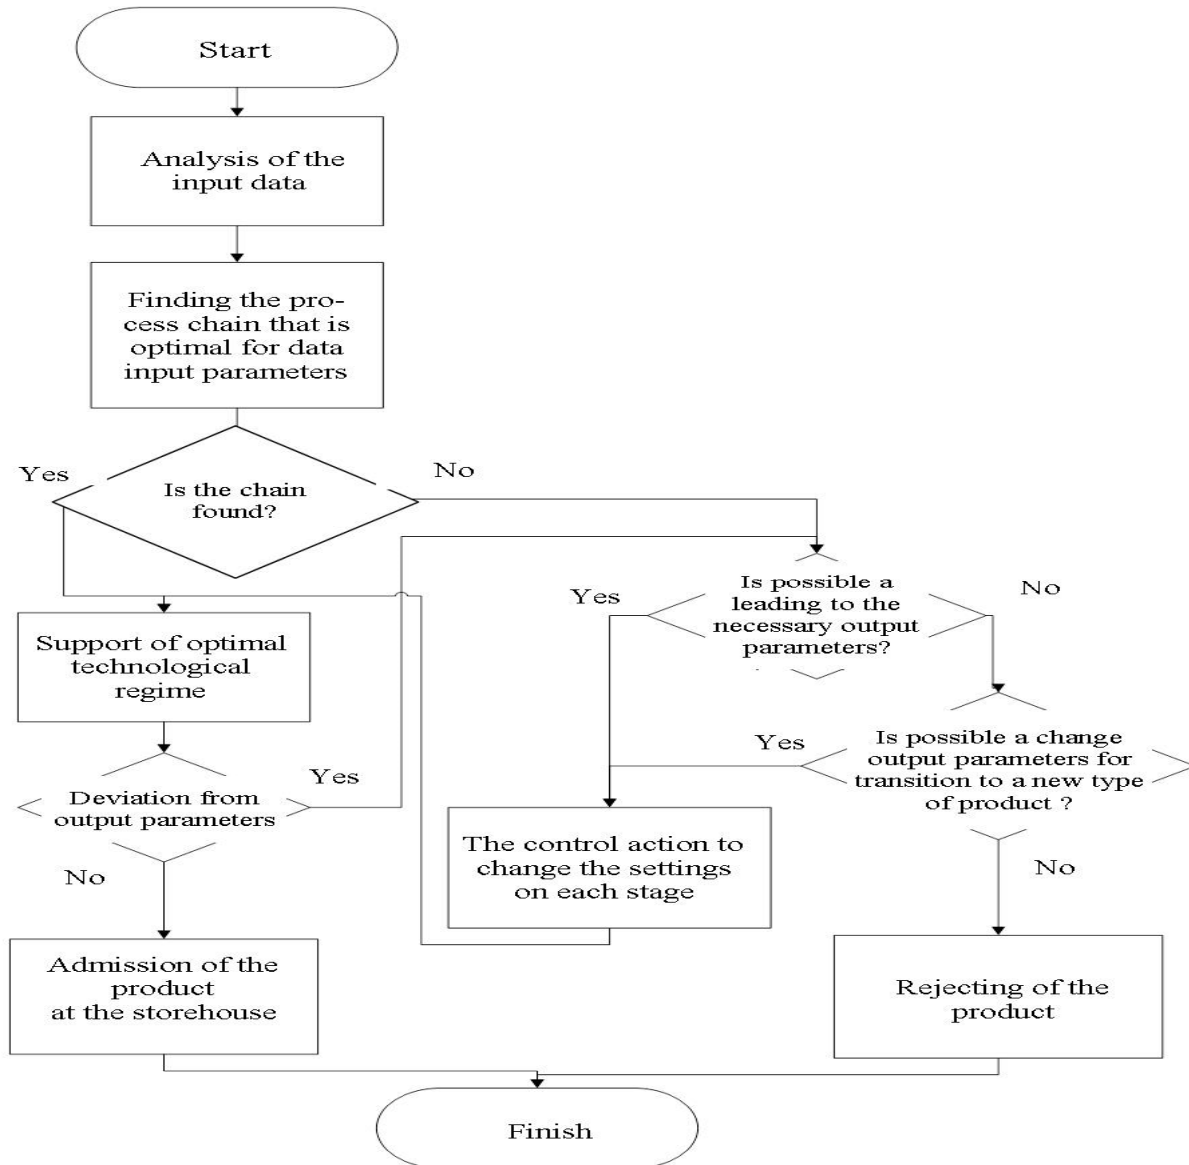 Start
Analysis of the
input data
Finding the pro-
cess chain that is
optimal for data
input parameters
Yes
No
Is the chain
found?
Yes
Is possible a
leading to the
necessary output
parameters?
No
Support of optimal
technological
regime
Yes
Is possible a change
output parameters for
transition to a new type
of product ?
Yes
Deviation from
output parameters
No
The control action to
change the settings
on each stage
No
Admission of the
product
at the storehouse
Rejecting of the
product
Finish